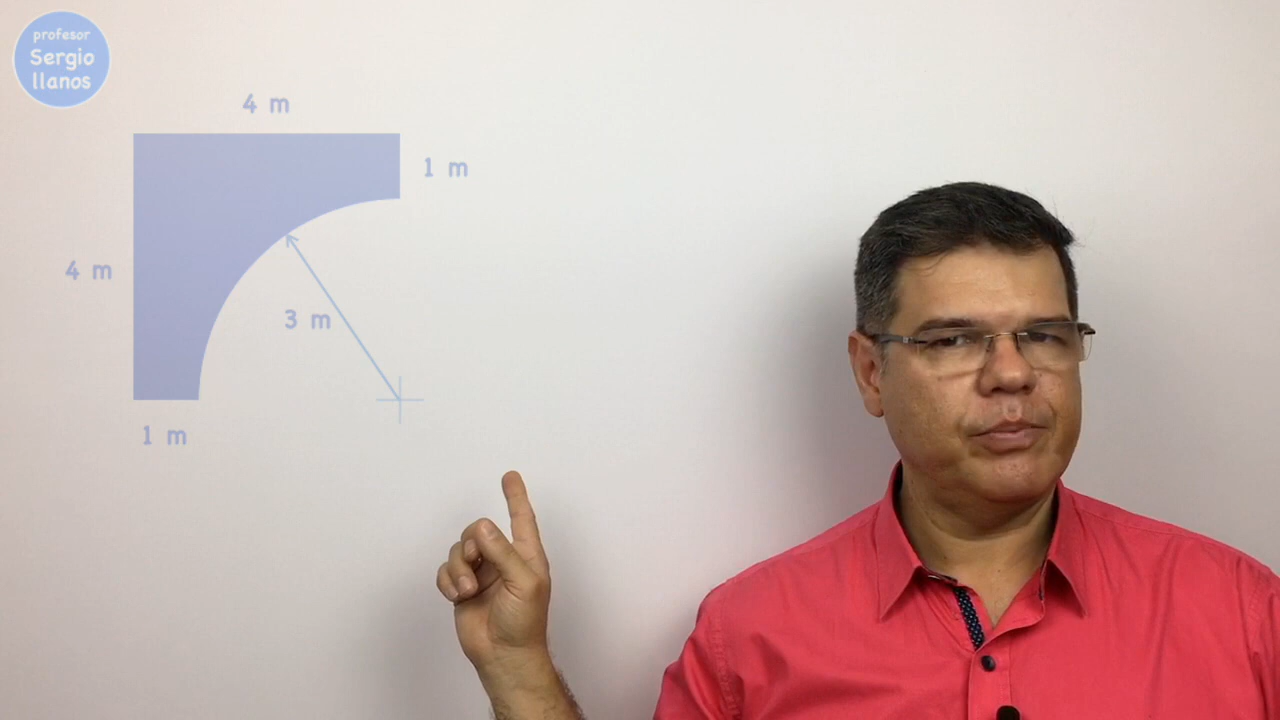 profesor
Sergio
llanos
4 m
1 m
4 m
3 m
1 m